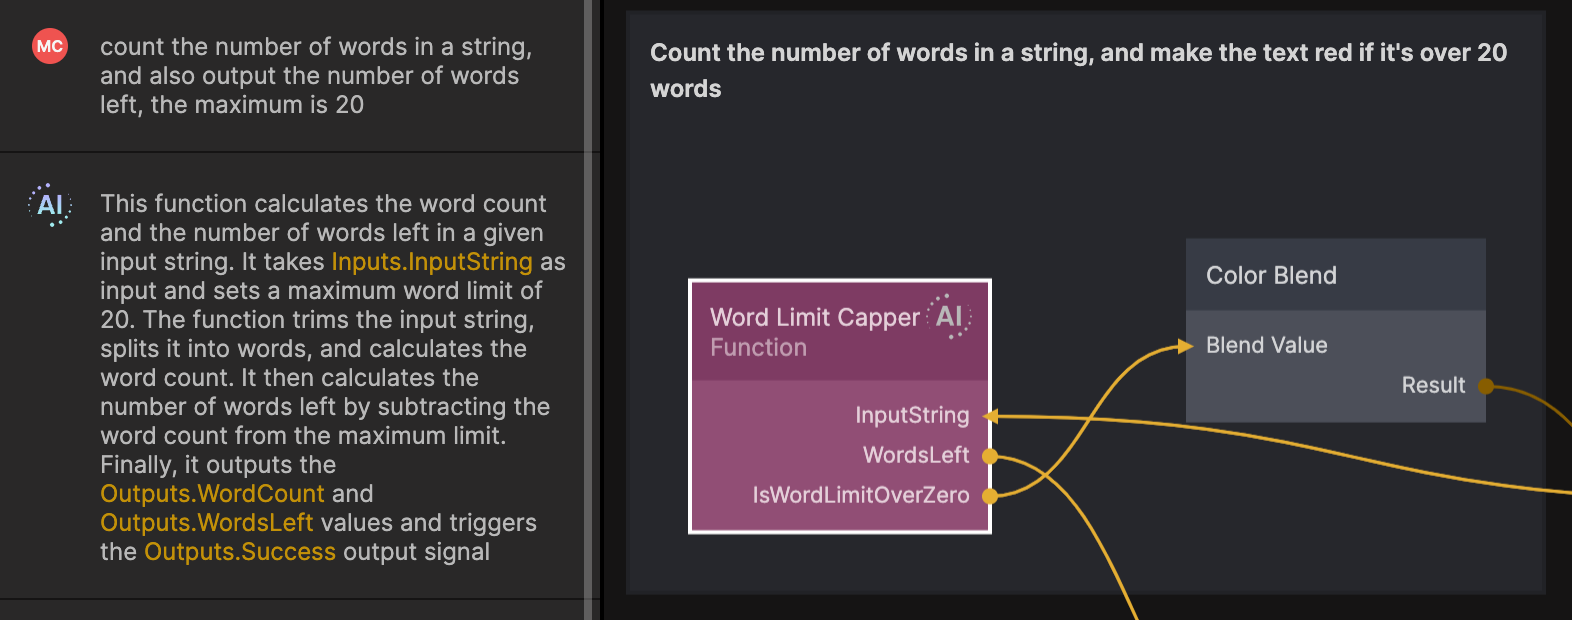 MC
count the number of words in a string,
and also output the number of words
left, the maximum is 20
AI
This function calculates the word count
and the number of words left in a given
input string. It takes Inputs.InputString as
input and sets a maximum word limit of
20. The function trims the input string,
splits it into words, and calculates the
word count. It then calculates the
number of words left by subtracting the
word count from the maximum limit.
Finally, it outputs the
Outputs.WordCount and
Outputs.WordsLeft values and triggers
the Outputs.Success output signal
Count the number of words in a string, and make the text red if it's over 20
words
Word Limit Capper AI
Function
InputString
WordsLeft
IsWordLimitOverZero
Color Blend
Blend Value
Result